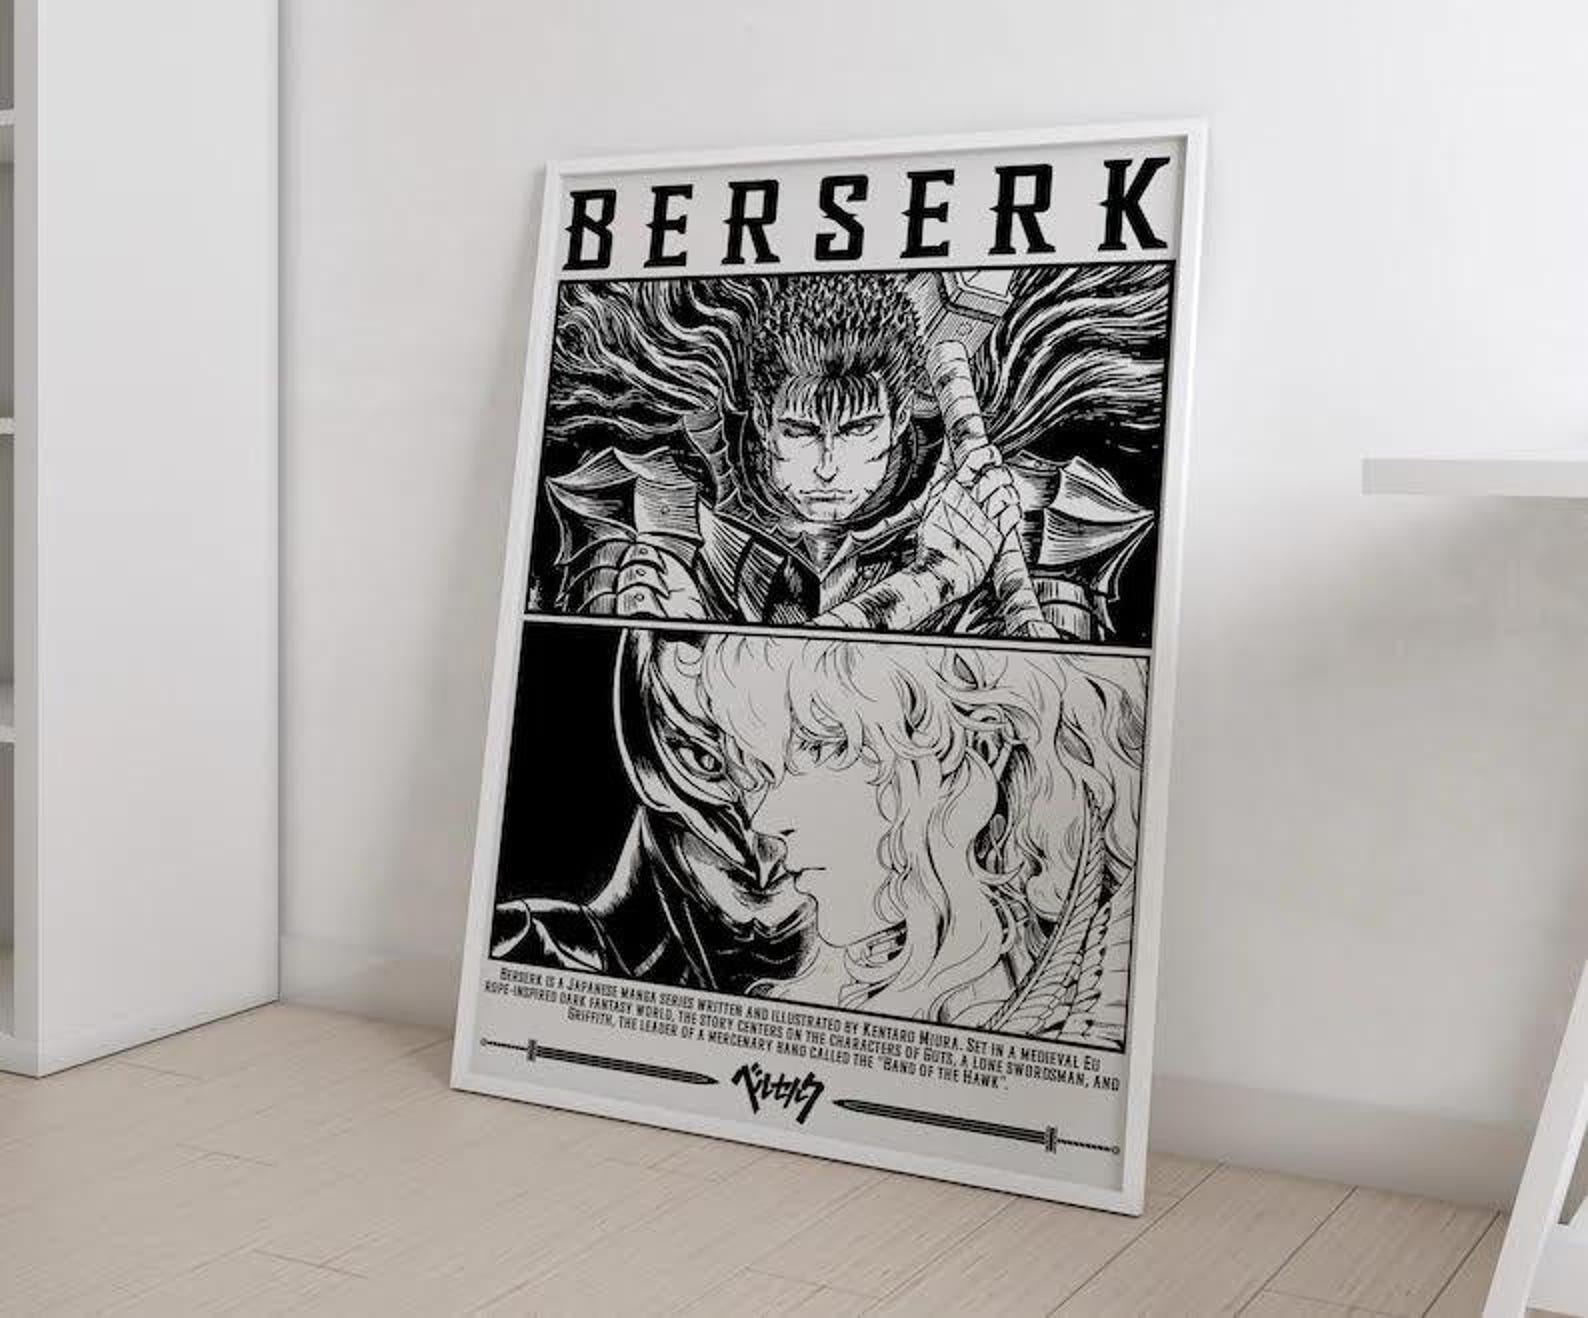 BERSERK
BERSERK IS A JAPANESE MANGA SERIES WRITTEN AND ILLUSTRATED BY KENTARO MIURA. SET IN A MEDIEVAL EU
ROPE-INSPIRED DARK FANTASY WORLD, THE STORY CENTERS ON THE CHARACTERS OF GUTS, A LONE SWORDSMAN, AND
GRIFFITH, THE LEADER OF A MERCENARY BAND CALLED THE "BAND OF THE HAWK".
ベルセルク